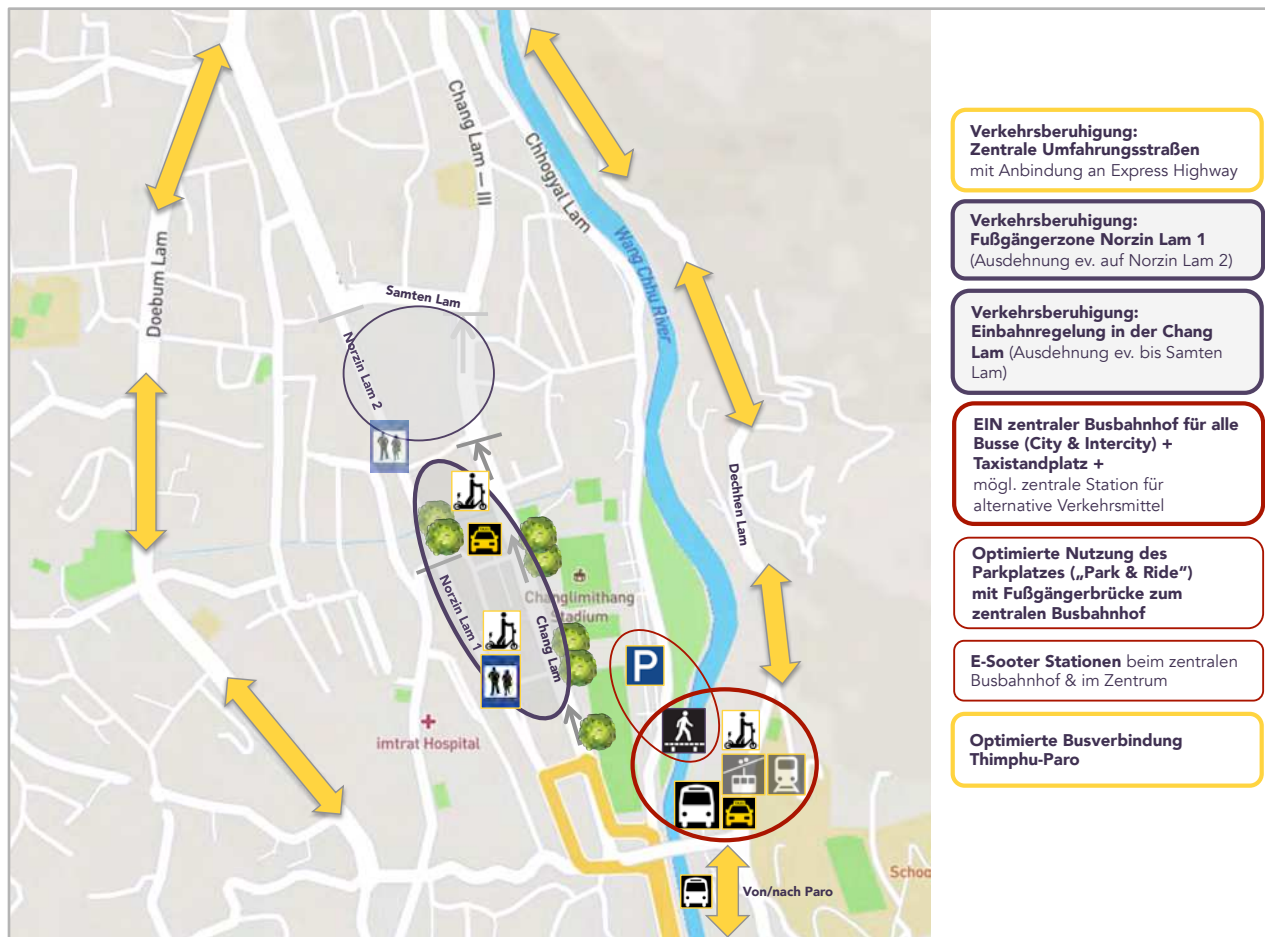 Chang Lam — III
Chhogyal Lam
Wang Chhu River
Doebum Lam
Samten Lam
Norzin Lam 2
Dechhen Lam
Norzin Lam 1
Chang Lam
Changlimithang
Stadium
P
imtrat Hospital
TAXI
TAXI
Schoo
Von/nach Paro
Verkehrsberuhigung:
Zentrale Umfahrungsstraßen
mit Anbindung an Express Highway
Verkehrsberuhigung:
Fußgängerzone Norzin Lam 1
(Ausdehnung ev. auf Norzin Lam 2)
Verkehrsberuhigung:
Einbahnregelung in der Chang
Lam (Ausdehnung ev. bis Samten
Lam)
EIN zentraler Busbahnhof für alle
Busse (City & Intercity) +
Taxistandplatz +
mögl. zentrale Station für
alternative Verkehrsmittel
Optimierte Nutzung des
Parkplatzes („Park & Ride“)
mit Fußgängerbrücke zum
zentralen Busbahnhof
E-Sooter Stationen beim zentralen
Busbahnhof & im Zentrum
Optimierte Busverbindung
Thimphu-Paro